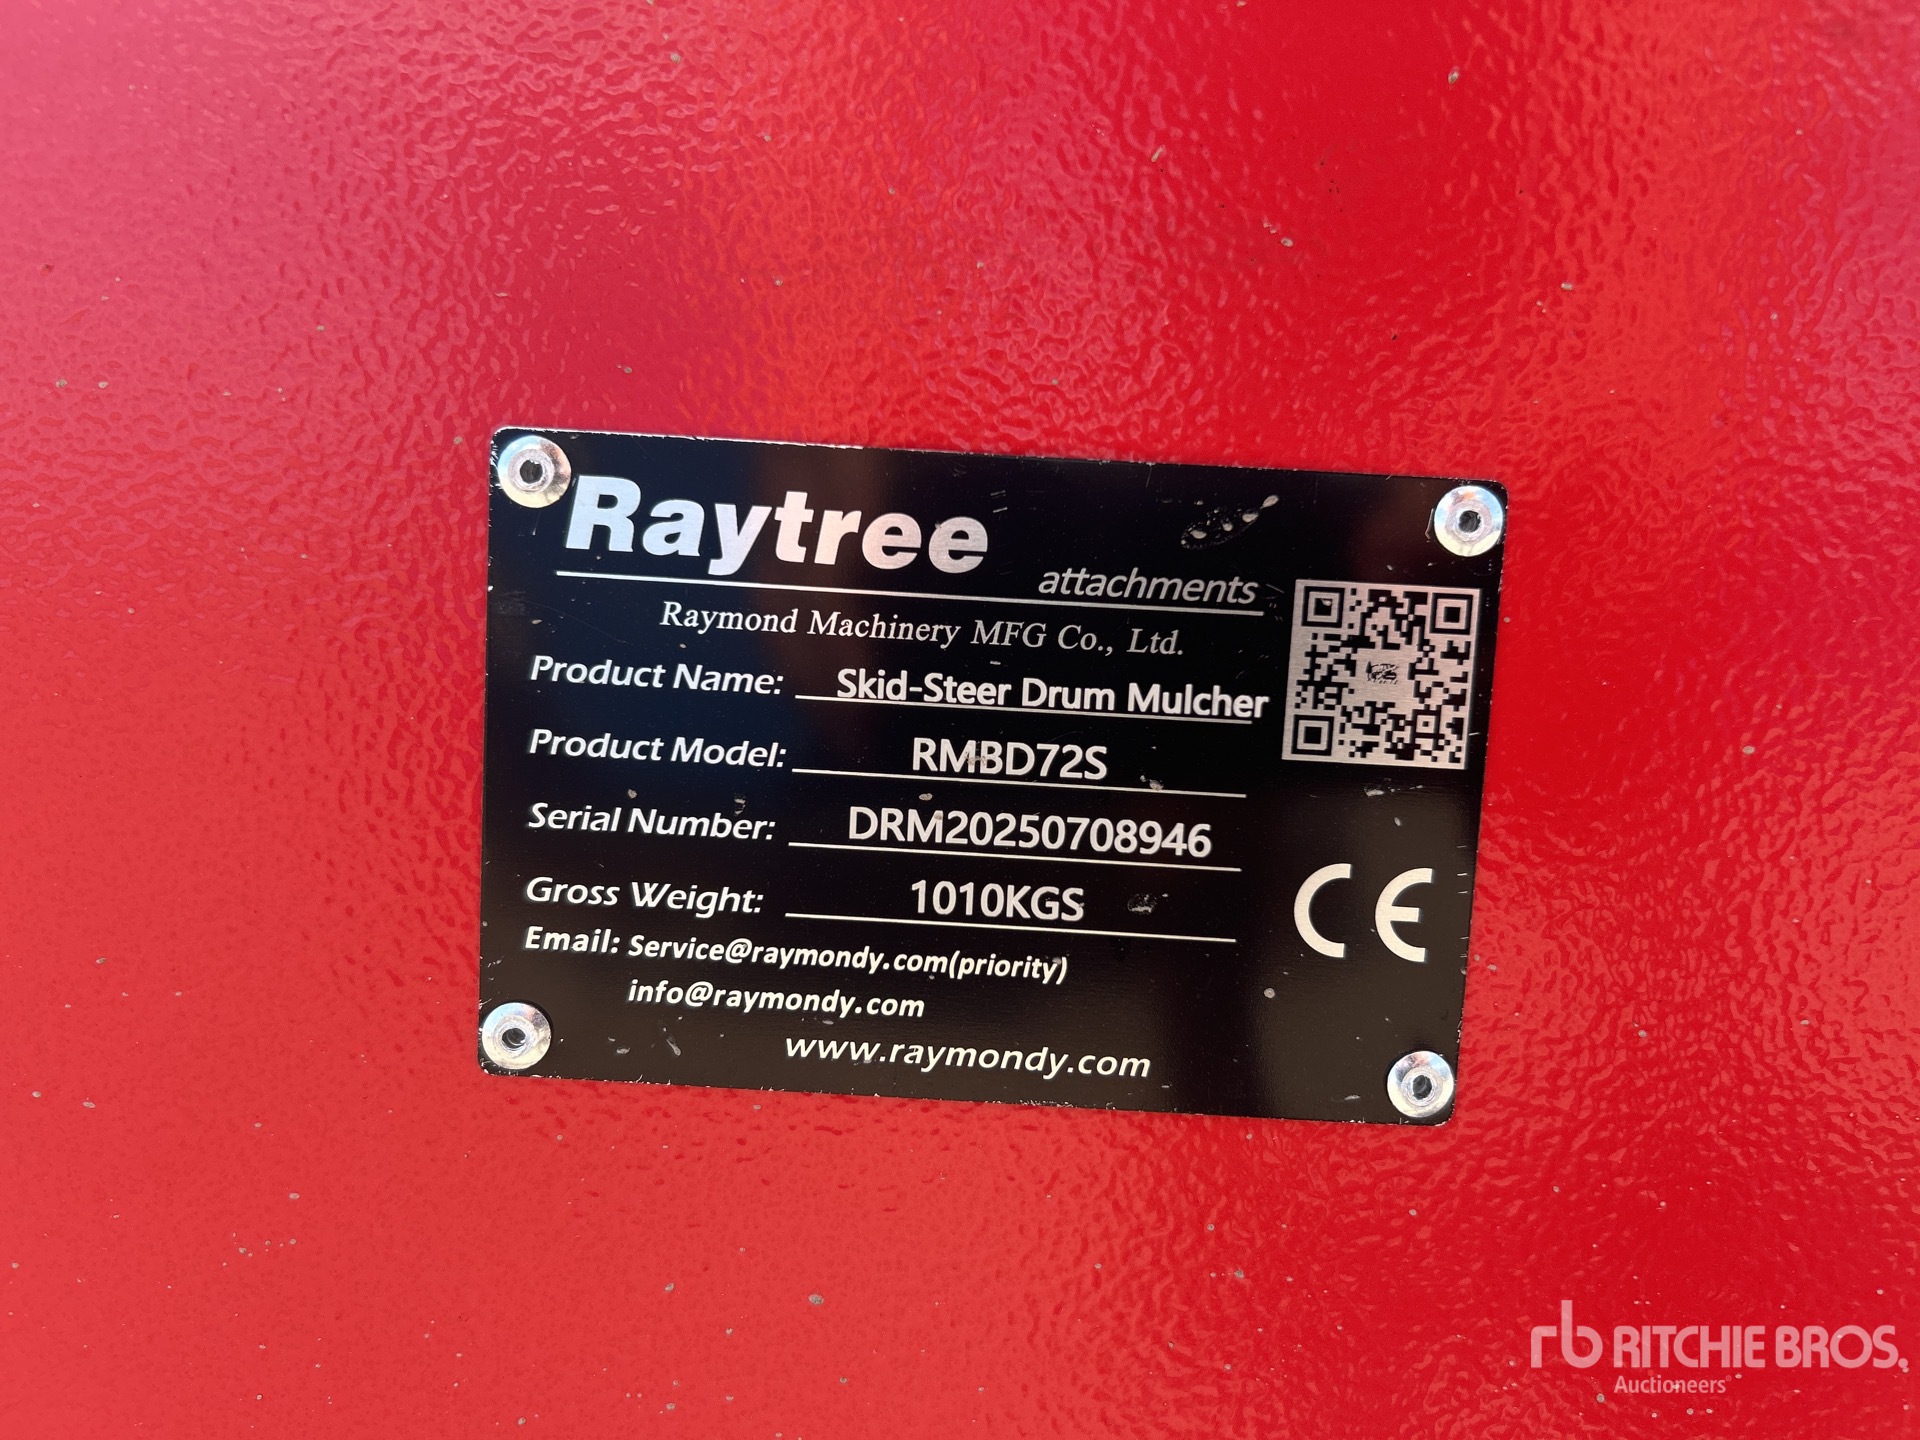 Raytree
attachments
Raymond Machinery MFG Co., Ltd.
Product Name: Skid-Steer Drum Mulcher
Product Model: RMBD72S
Serial Number: DRM20250708946
Gross Weight: 1010KGS
CE
Email: Service@raymondy.com(priority)
info@raymondy.com
www.raymondy.com
rb RITCHIE BROS.
Auctioneers